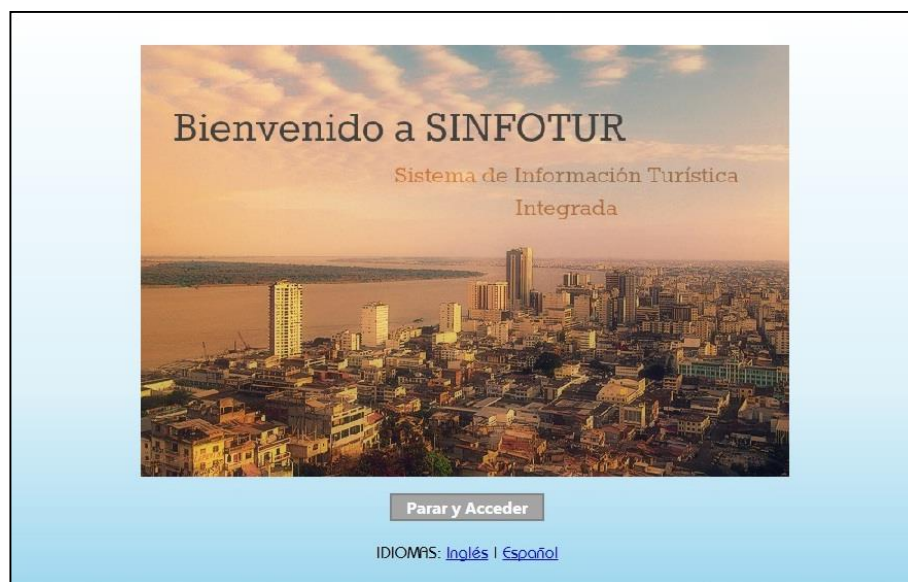 Bienvenido a SINFOTUR
Sistema de Información Turística
Integrada
Parar y Acceder
IDIOMAS: Inglés | Español